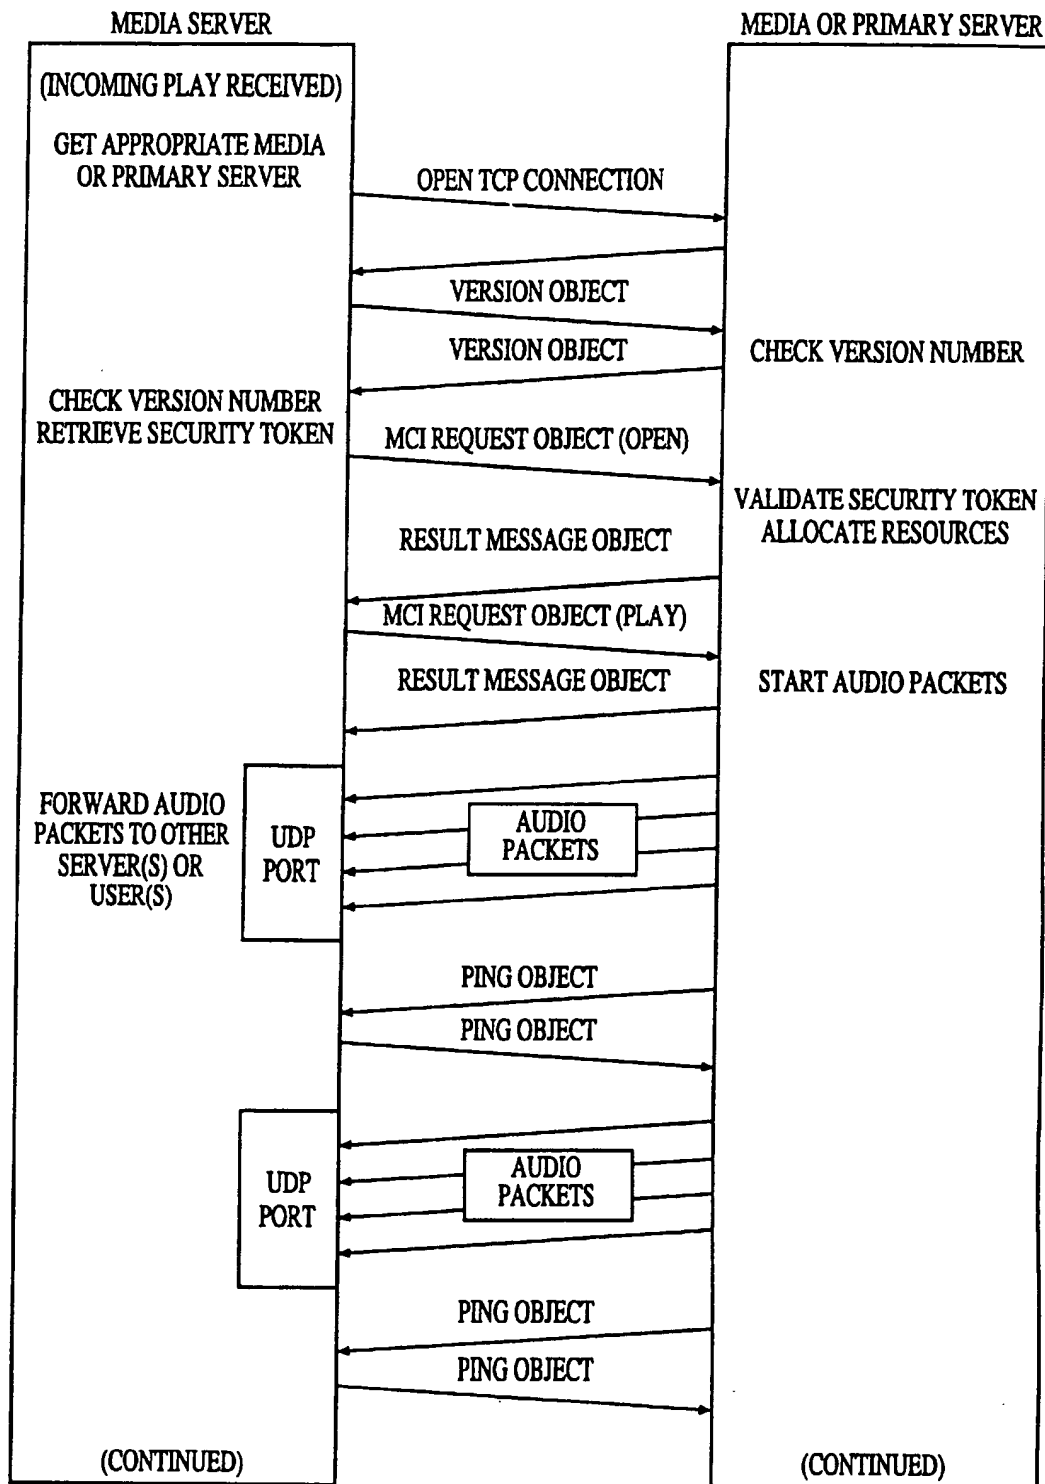 MEDIA SERVER
MEDIA OR PRIMARY SERVER
(INCOMING PLAY RECEIVED)
GET APPROPRIATE MEDIA
OR PRIMARY SERVER
OPEN TCP CONNECTION
VERSION OBJECT
VERSION OBJECT
CHECK VERSION NUMBER
CHECK VERSION NUMBER
RETRIEVE SECURITY TOKEN
MCI REQUEST OBJECT (OPEN)
VALIDATE SECURITY TOKEN
ALLOCATE RESOURCES
RESULT MESSAGE OBJECT
MCI REQUEST OBJECT (PLAY)
RESULT MESSAGE OBJECT
START AUDIO PACKETS
FORWARD AUDIO
PACKETS TO OTHER
SERVER(S) OR
USER(S)
UDP
PORT
AUDIO
PACKETS
PING OBJECT
PING OBJECT
UDP
PORT
AUDIO
PACKETS
PING OBJECT
PING OBJECT
(CONTINUED)
(CONTINUED)